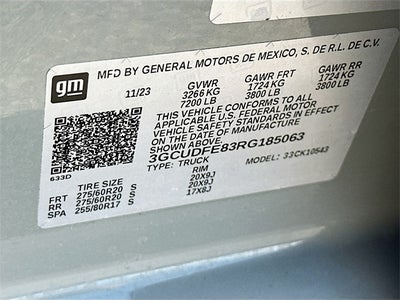 gm
MFD BY GENERAL MOTORS DE MEXICO, S. DE R.L. DE C.V.
11/23 GVWR GAWR FRT GAWR RR
3266 KG 1724 KG 1724 KG
7200 LB 3800 LB 3800 LB
THIS VEHICLE CONFORMS TO ALL
APPLICABLE U.S. FEDERAL MOTOR
VEHICLE SAFETY STANDARDS IN EFFECT
ON THE DATE OF MANUFACTURE
SHOWN ABOVE.
3GCUDFE83RG185063
TYPE: TRUCK MODEL: 33CK10543
633D
TIRE SIZE RIM
FRT 275/60R20 S 20X9J
RR 275/60R20 S 20X9J
SPA 255/80R17 S 17X8J